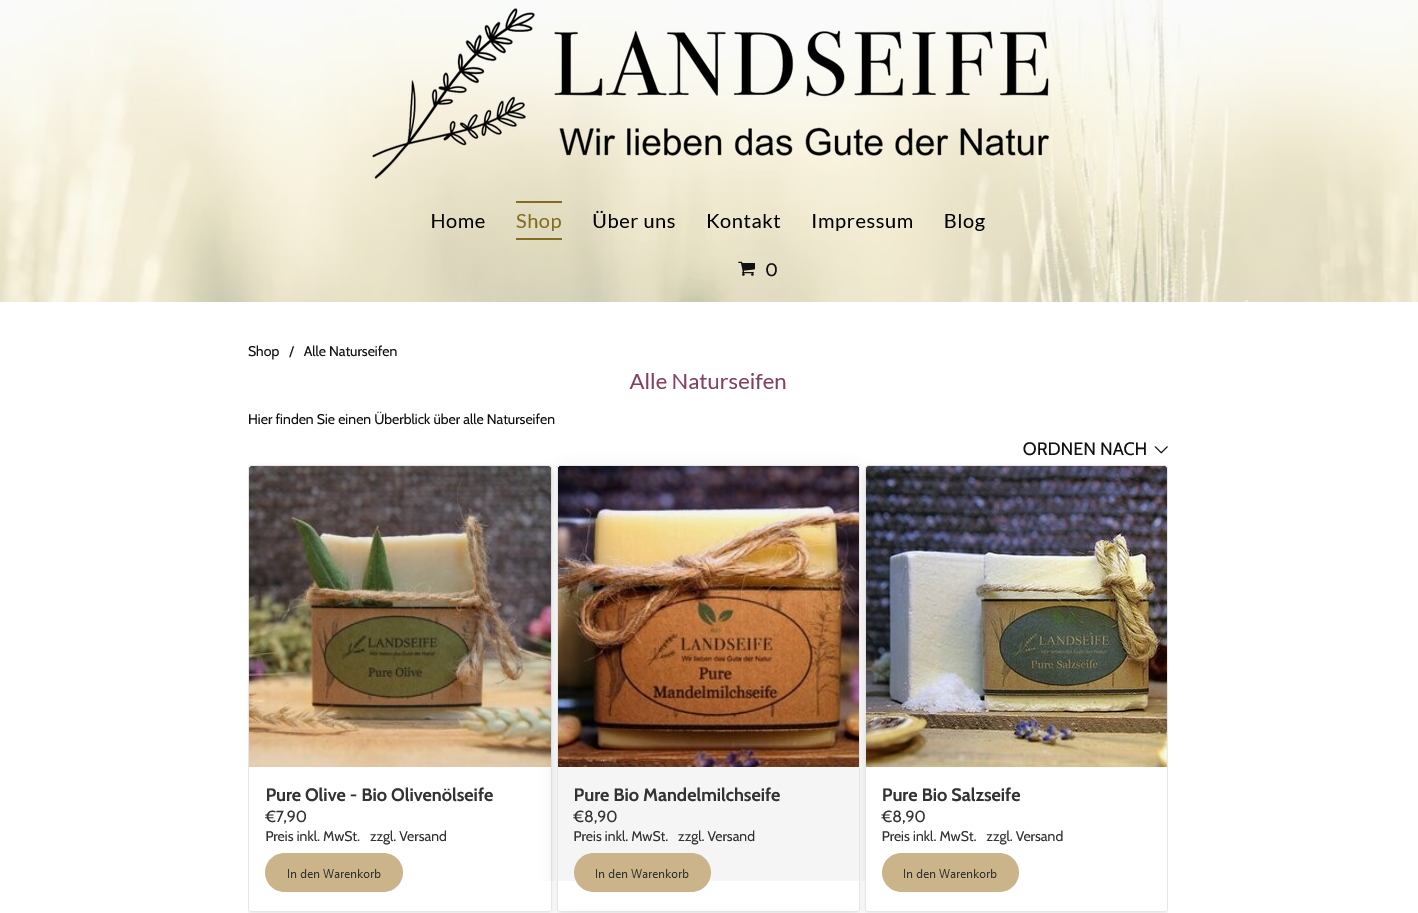 LANDSEIFE
Wir lieben das Gute der Natur
Home Shop Über uns Kontakt Impressum Blog
0
Shop / Alle Naturseifen
Alle Naturseifen
Hier finden Sie einen Überblick über alle Naturseifen
ORDNEN NACH
LANDSEIFE
Wir lieben das Gute der Natur
Pure Olive
LANDSEIFE
Wir lieben das Gute der Natur
Pure
Mandelmilchseife
LANDSEIFE
Wir lieben das Gute der Natur
Pure Salzseife
Pure Olive - Bio Olivenölseife
€7,90
Preis inkl. MwSt. zzgl. Versand
In den Warenkorb
Pure Bio Mandelmilchseife
€8,90
Preis inkl. MwSt. zzgl. Versand
In den Warenkorb
Pure Bio Salzseife
€8,90
Preis inkl. MwSt. zzgl. Versand
In den Warenkorb